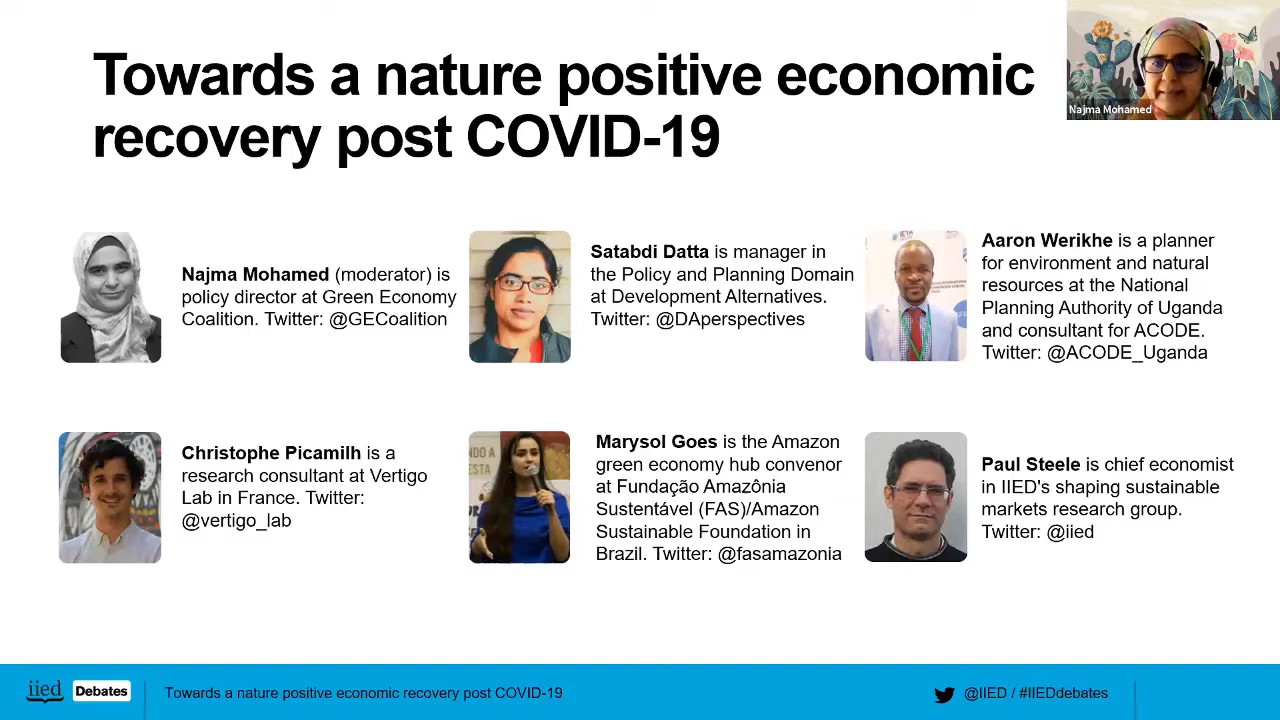 Towards a nature positive economic
recovery post COVID-19
Najma Mohamed
Najma Mohamed (moderator) is
policy director at Green Economy
Coalition. Twitter: @GECoalition
Satabdi Datta is manager in
the Policy and Planning Domain
at Development Alternatives.
Twitter: @DAperspectives
Aaron Werikhe is a planner
for environment and natural
resources at the National
Planning Authority of Uganda
and consultant for ACODE.
Twitter: @ACODE_Uganda
Christophe Picamilh is a
research consultant at Vertigo
Lab in France. Twitter:
@vertigo_lab
Marysol Goes is the Amazon
green economy hub convenor
at Fundação Amazônia
Sustentável (FAS)/Amazon
Sustainable Foundation in
Brazil. Twitter: @fasamazonia
Paul Steele is chief economist
in IIED's shaping sustainable
markets research group.
Twitter: @iied
iied Debates
Towards a nature positive economic recovery post COVID-19
@IIED / #IIEDdebates